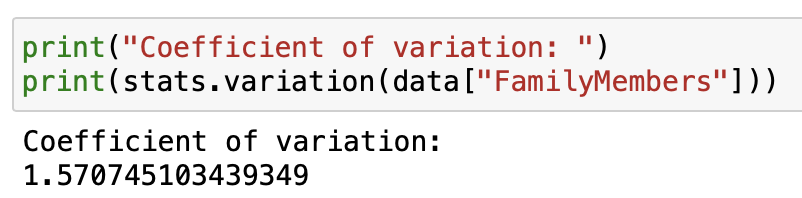 print("Coefficient of variation: ")
print(stats.variation(data["FamilyMembers"]))
Coefficient of variation:
1.570745103439349